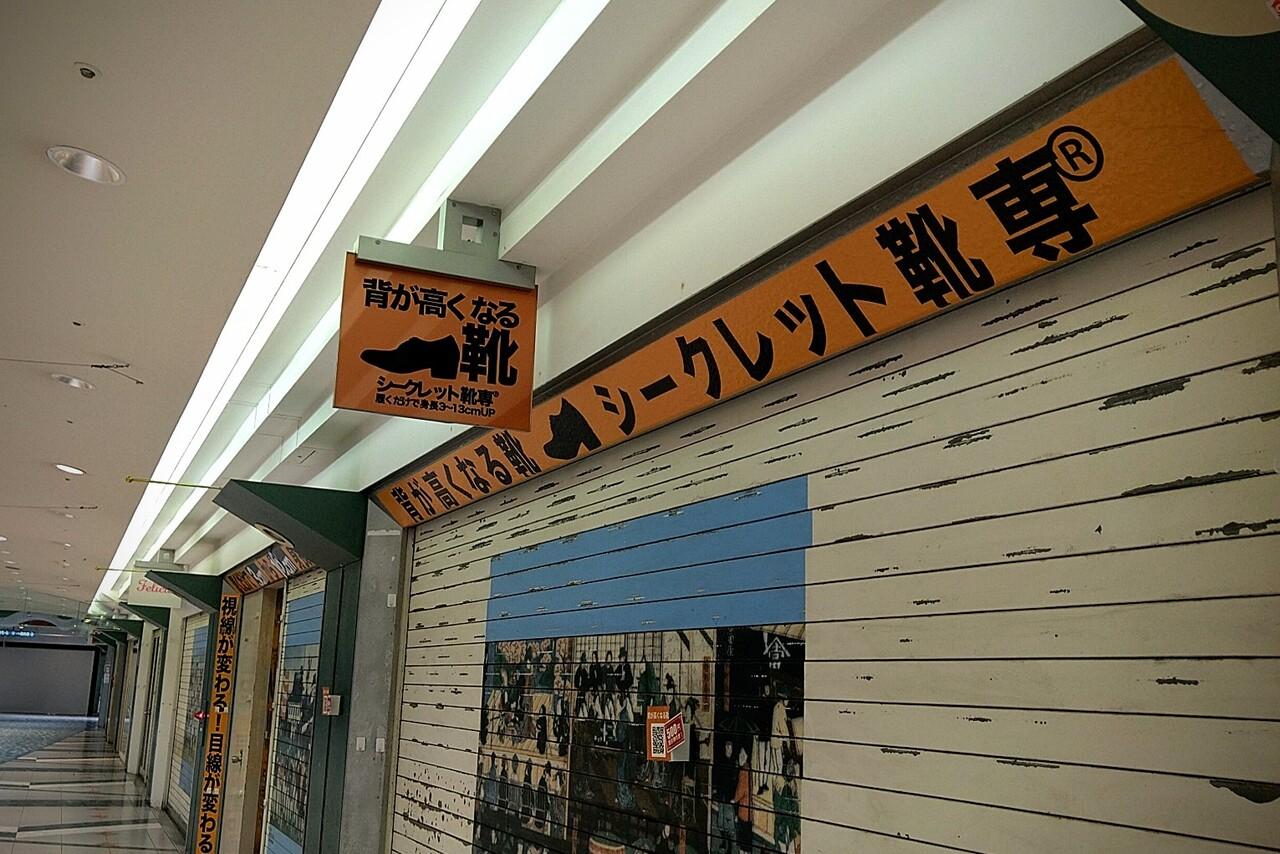 背が高くなる
靴
シークレット靴専®
履くだけで身長3~13cmUP
背が高くなる靴 シークレット靴専®
視線が変わる!目線が変わる
Felic